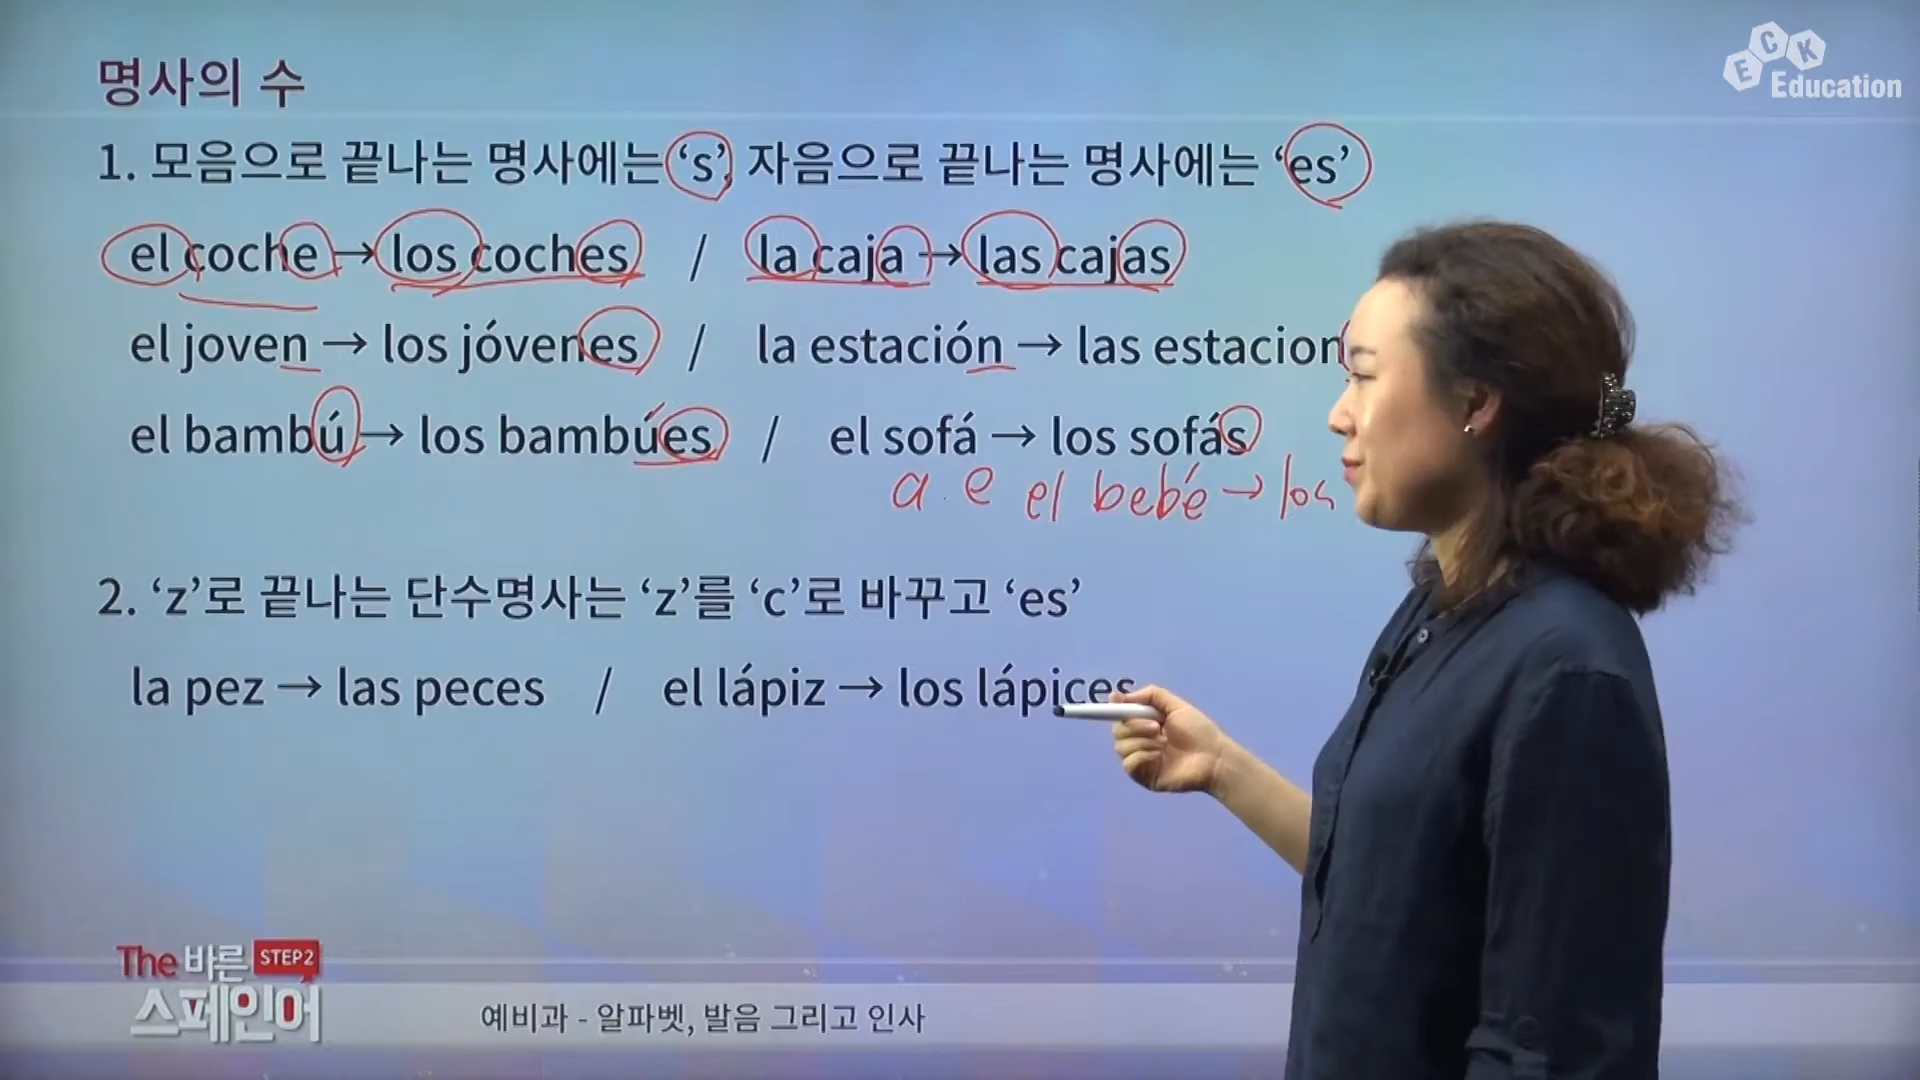 명사의 수
ECK Education
1. 모음으로 끝나는 명사에는 ‘s’, 자음으로 끝나는 명사에는 ‘es’
el coche → los coches / la caja → las cajas
el joven → los jóvenes / la estación → las estacion
el bambú → los bambúes / el sofá → los sofás
a . e el bebé → los
2. ‘z’로 끝나는 단수명사는 ‘z’를 ‘c’로 바꾸고 ‘es’
la pez → las peces / el lápiz → los lápices
The 바른 STEP2
스페인어
예비과 - 알파벳, 발음 그리고 인사